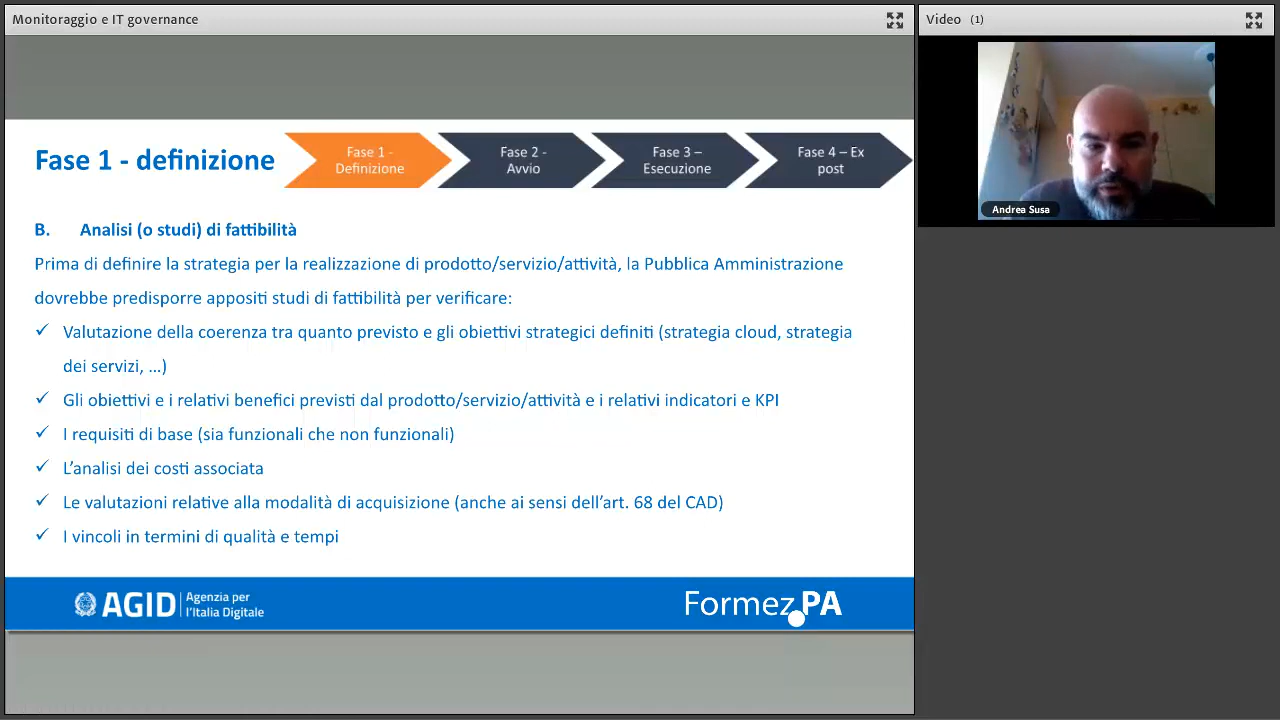 Monitoraggio e IT governance
Video (1)
Andrea Susa
Fase 1 - definizione
Fase 1 -
Definizione
Fase 2 -
Avvio
Fase 3 –
Esecuzione
Fase 4 – Ex
post
B. Analisi (o studi) di fattibilità
Prima di definire la strategia per la realizzazione di prodotto/servizio/attività, la Pubblica Amministrazione
dovrebbe predisporre appositi studi di fattibilità per verificare:
✓ Valutazione della coerenza tra quanto previsto e gli obiettivi strategici definiti (strategia cloud, strategia
dei servizi, …)
✓ Gli obiettivi e i relativi benefici previsti dal prodotto/servizio/attività e i relativi indicatori e KPI
✓ I requisiti di base (sia funzionali che non funzionali)
✓ L’analisi dei costi associata
✓ Le valutazioni relative alla modalità di acquisizione (anche ai sensi dell’art. 68 del CAD)
✓ I vincoli in termini di qualità e tempi
AGID
Agenzia per
l’Italia Digitale
Formez PA